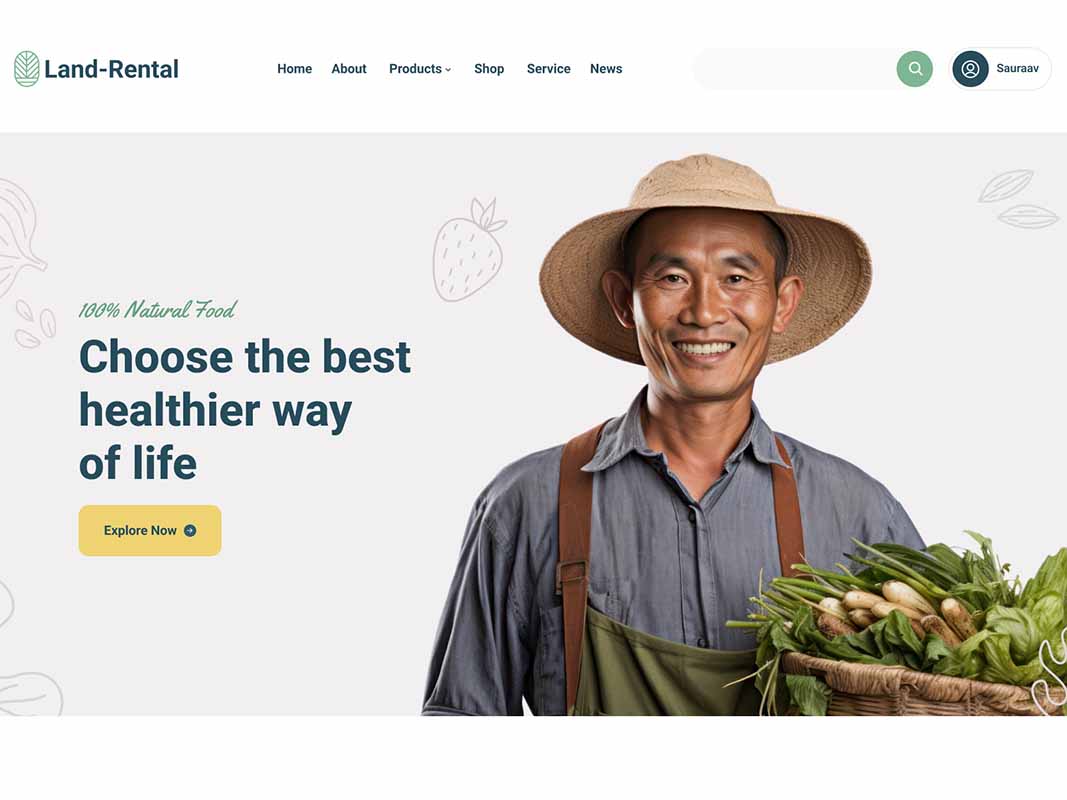 Land-Rental
Home About Products Shop Service News
Sauraav
100% Natural Food
Choose the best
healthier way
of life
Explore Now